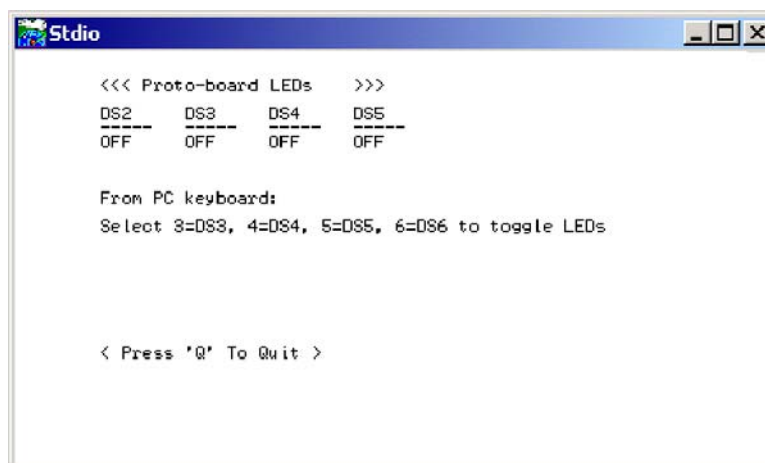 Stdio
<<< Proto-board LEDs >>>
DS2 DS3 DS4 DS5
----- ----- ----- -----
OFF OFF OFF OFF
From PC keyboard:
Select 3=DS3, 4=DS4, 5=DS5, 6=DS6 to toggle LEDs
< Press 'Q' To Quit >